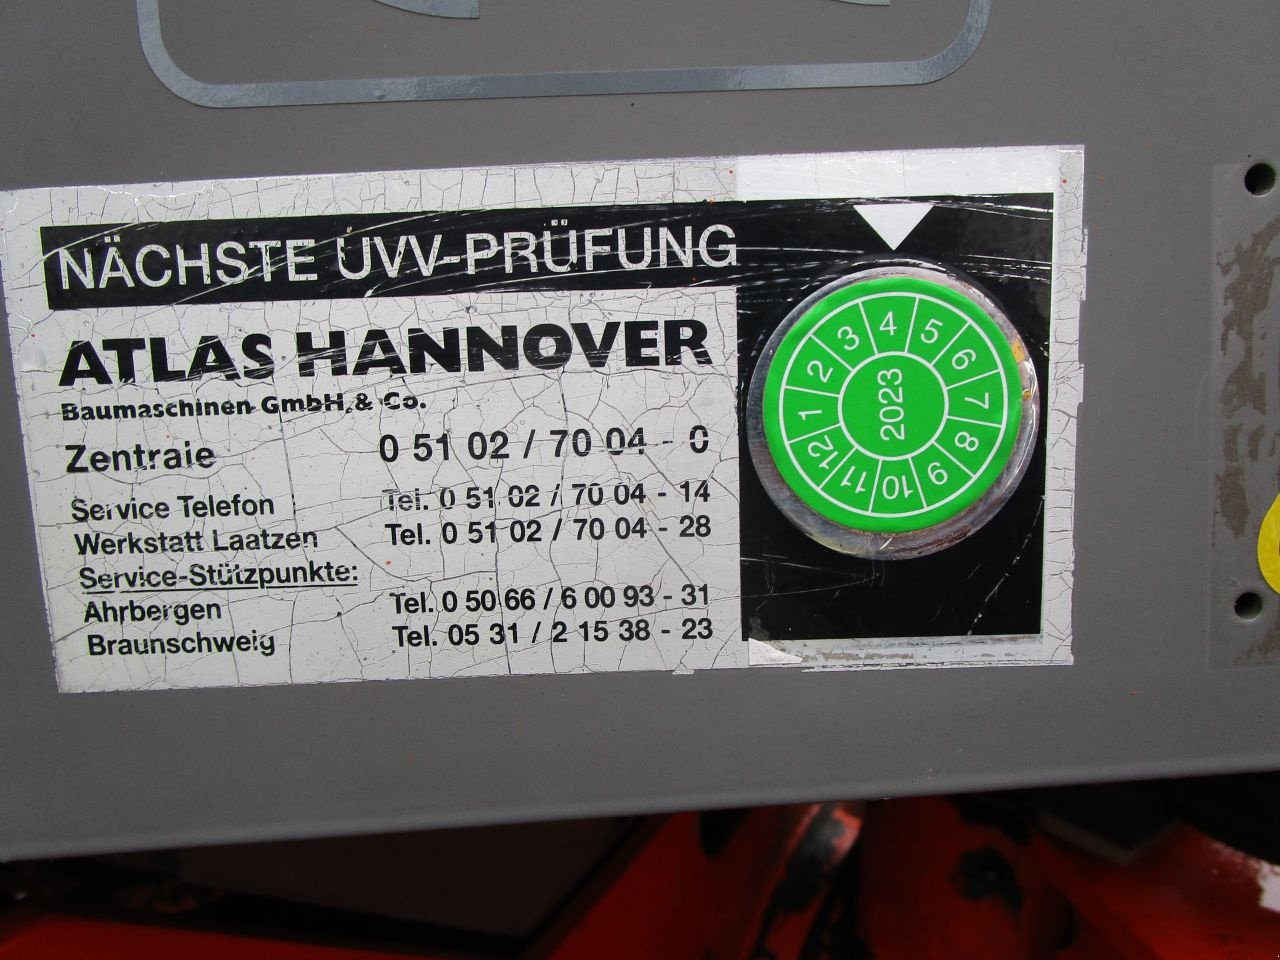 NÄCHSTE UVV-PRÜFUNG
ATLAS HANNOVER
Baumaschinen GmbH & Co.
Zentrale 0 51 02 / 70 04 - 0
Service Telefon Tel. 0 51 02 / 70 04 - 14
Werkstatt Laatzen Tel. 0 51 02 / 70 04 - 28
Service-Stützpunkte:
Ahrbergen Tel. 0 50 66 / 6 00 93 - 31
Braunschweig Tel. 05 31 / 2 15 38 - 23
1 2 3 4 5 6 7 8 9 10 11 12
2023